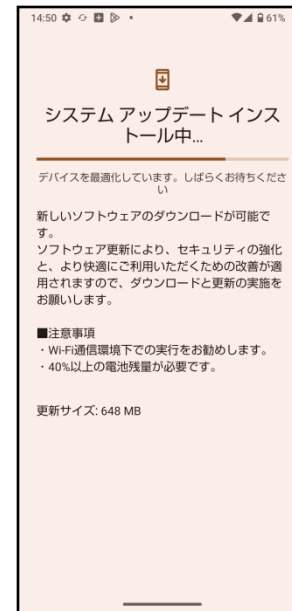 14:50 61%
システム アップデート インス
トール中...
デバイスを最適化しています。しばらくお待ちくださ
い
新しいソフトウェアのダウンロードが可能で
す。
ソフトウェア更新により、セキュリティの強化
と、より快適にご利用いただくための改善が適
用されますので、ダウンロードと更新の実施を
お願いします。
■注意事項
・Wi-Fi通信環境下での実行をお勧めします。
・40%以上の電池残量が必要です。
更新サイズ: 648 MB